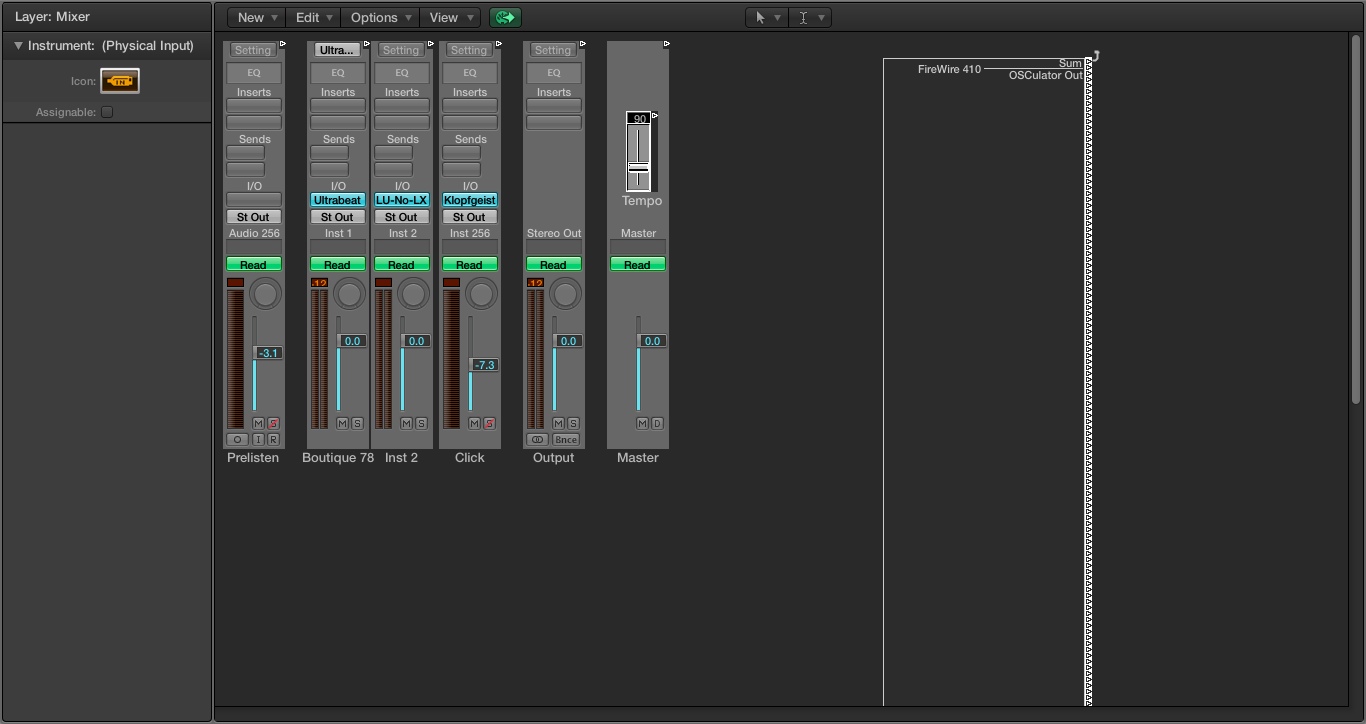 Layer: Mixer
New Edit Options View
Instrument: (Physical Input)
Icon: IN
Assignable:
Setting Ultra... Setting Setting Setting
EQ EQ EQ EQ EQ
Inserts Inserts Inserts Inserts Inserts
Sends Sends Sends Sends
I/O I/O I/O I/O
Ultrabeat LU-No-LX Klopfgeist
St Out St Out St Out St Out
Audio 256 Inst 1 Inst 2 Inst 256 Stereo Out Master
Read Read Read Read Read Read
-12 -12
-3.1 0.0 0.0 -7.3 0.0 0.0
M S M S M S M S M S M D
I R Bnce
Prelisten Boutique 78 Inst 2 Click Output Master
90
Tempo
Sum
FireWire 410
OSCulator Out